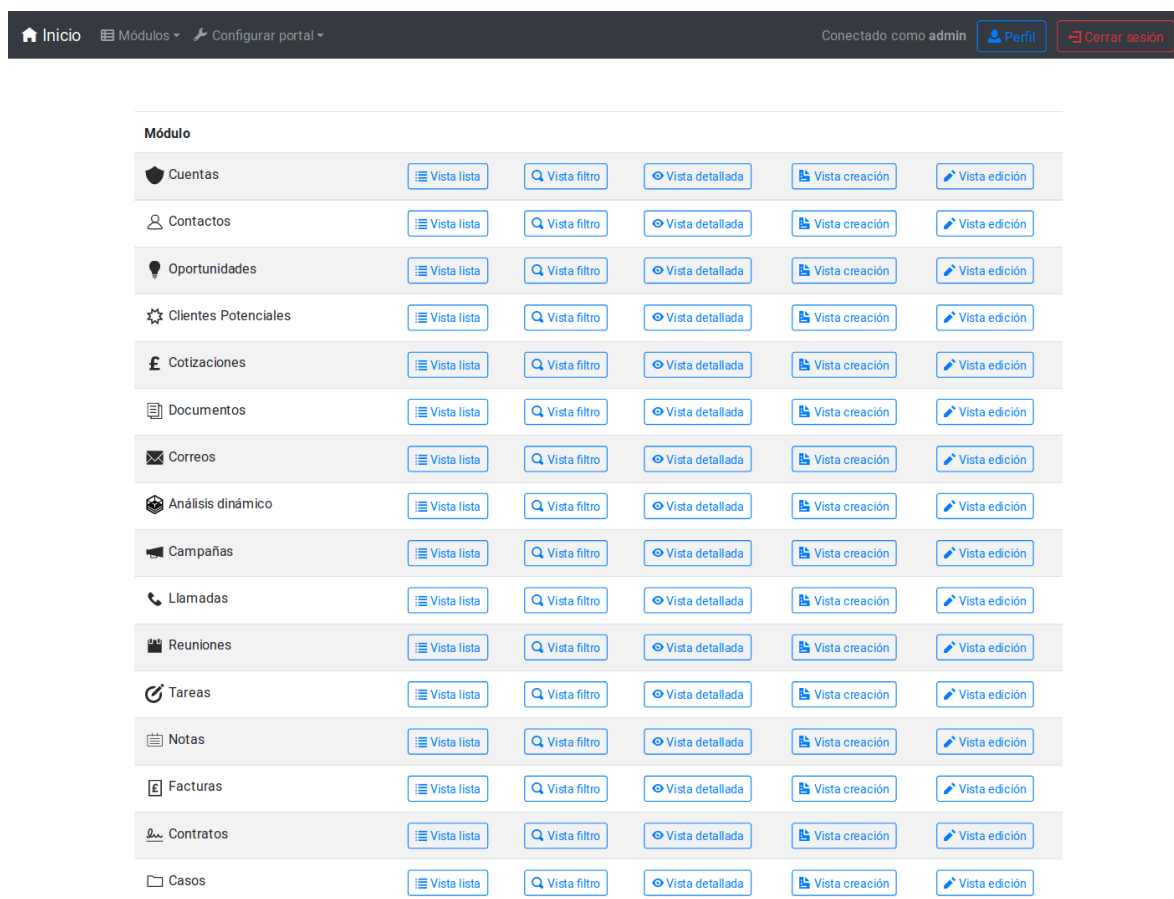 Inicio Módulos Configurar portal Conectado como admin Perfil Cerrar sesión
Módulo
Cuentas Vista lista Vista filtro Vista detallada Vista creación Vista edición
Contactos Vista lista Vista filtro Vista detallada Vista creación Vista edición
Oportunidades Vista lista Vista filtro Vista detallada Vista creación Vista edición
Clientes Potenciales Vista lista Vista filtro Vista detallada Vista creación Vista edición
Cotizaciones Vista lista Vista filtro Vista detallada Vista creación Vista edición
Documentos Vista lista Vista filtro Vista detallada Vista creación Vista edición
Correos Vista lista Vista filtro Vista detallada Vista creación Vista edición
Análisis dinámico Vista lista Vista filtro Vista detallada Vista creación Vista edición
Campañas Vista lista Vista filtro Vista detallada Vista creación Vista edición
Llamadas Vista lista Vista filtro Vista detallada Vista creación Vista edición
Reuniones Vista lista Vista filtro Vista detallada Vista creación Vista edición
Tareas Vista lista Vista filtro Vista detallada Vista creación Vista edición
Notas Vista lista Vista filtro Vista detallada Vista creación Vista edición
Facturas Vista lista Vista filtro Vista detallada Vista creación Vista edición
Contratos Vista lista Vista filtro Vista detallada Vista creación Vista edición
Casos Vista lista Vista filtro Vista detallada Vista creación Vista edición